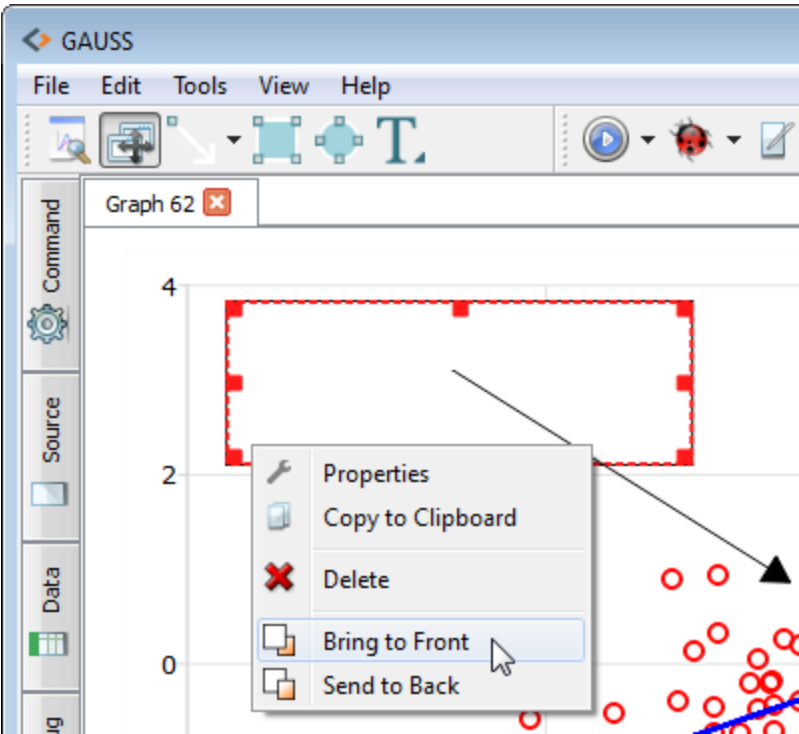 GAUSS
File Edit Tools View Help
T
Graph 62
Command
Source
Data
4
2
0
Properties
Copy to Clipboard
Delete
Bring to Front
Send to Back